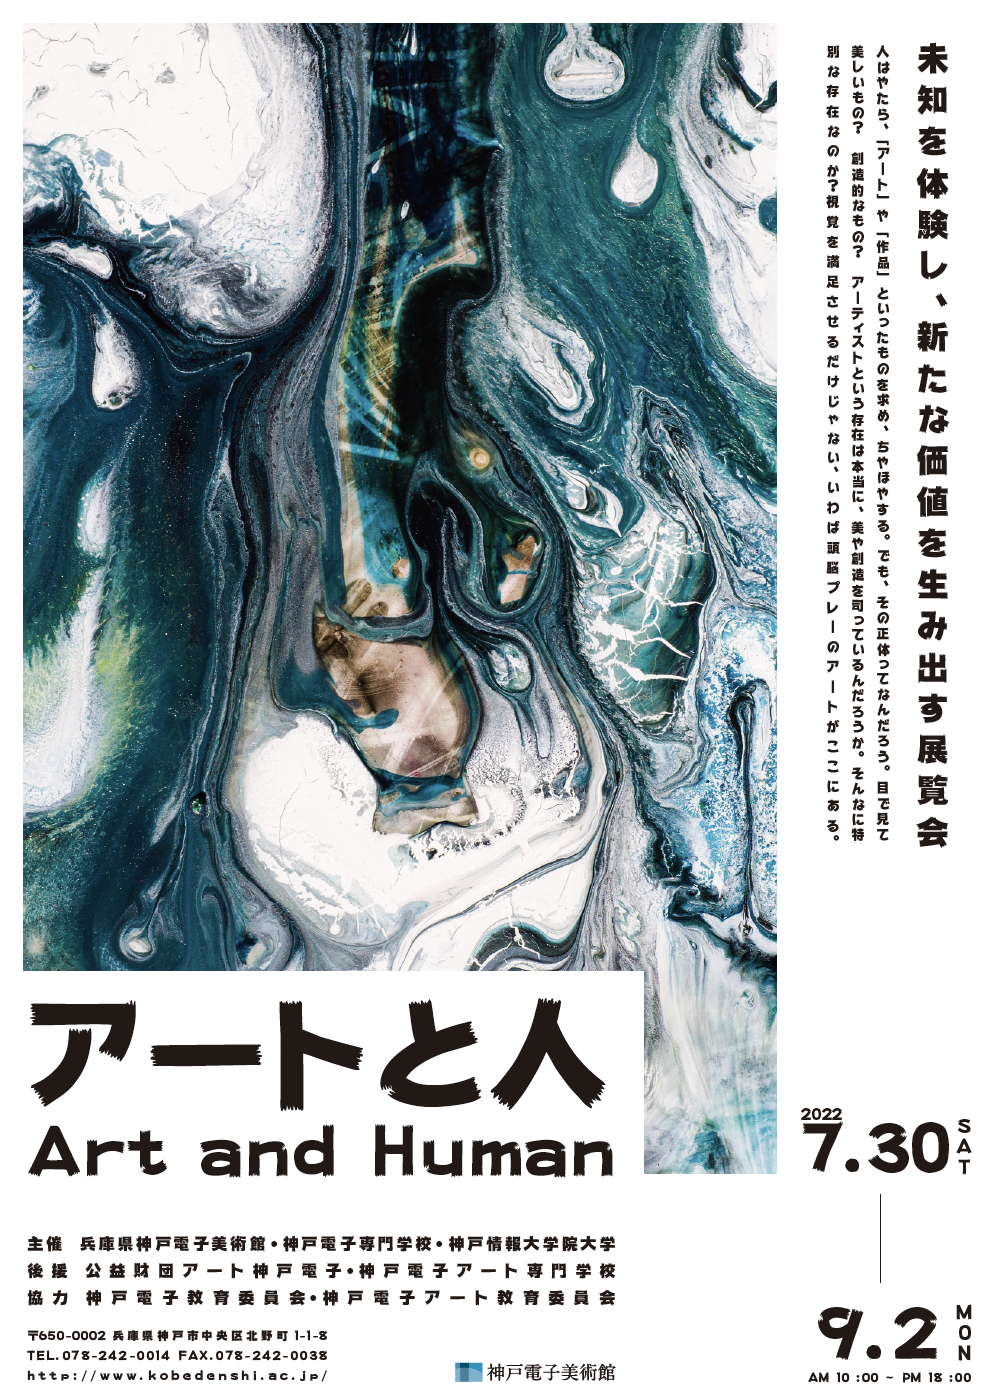 未知を体験し、新たな価値を生み出す展覧会
人はやたら、「アート」や「作品」といったものを求め、ちやほやする。でも、その正体ってなんだろう。目で見て
美しいもの？　創造的なもの？　アーティストという存在は本当に、美や創造を司っているんだろうか。そんなに特
別な存在なのか？視覚を満足させるだけじゃない、いわば頭脳プレーのアートがここにある。
アートと人
Art and Human
2022
7.30 SAT
9.2 MON
AM 10 :00 ~ PM 18 :00
主催 兵庫県神戸電子美術館・神戸電子専門学校・神戸情報大学院大学
後援 公益財団アート神戸電子・神戸電子アート専門学校
協力 神戸電子教育委員会・神戸電子アート教育委員会
〒650-0002 兵庫県神戸市中央区北野町 1-1-8
TEL.078-242-0014 FAX.078-242-0038
http://www.kobedenshi.ac.jp/
神戸電子美術館